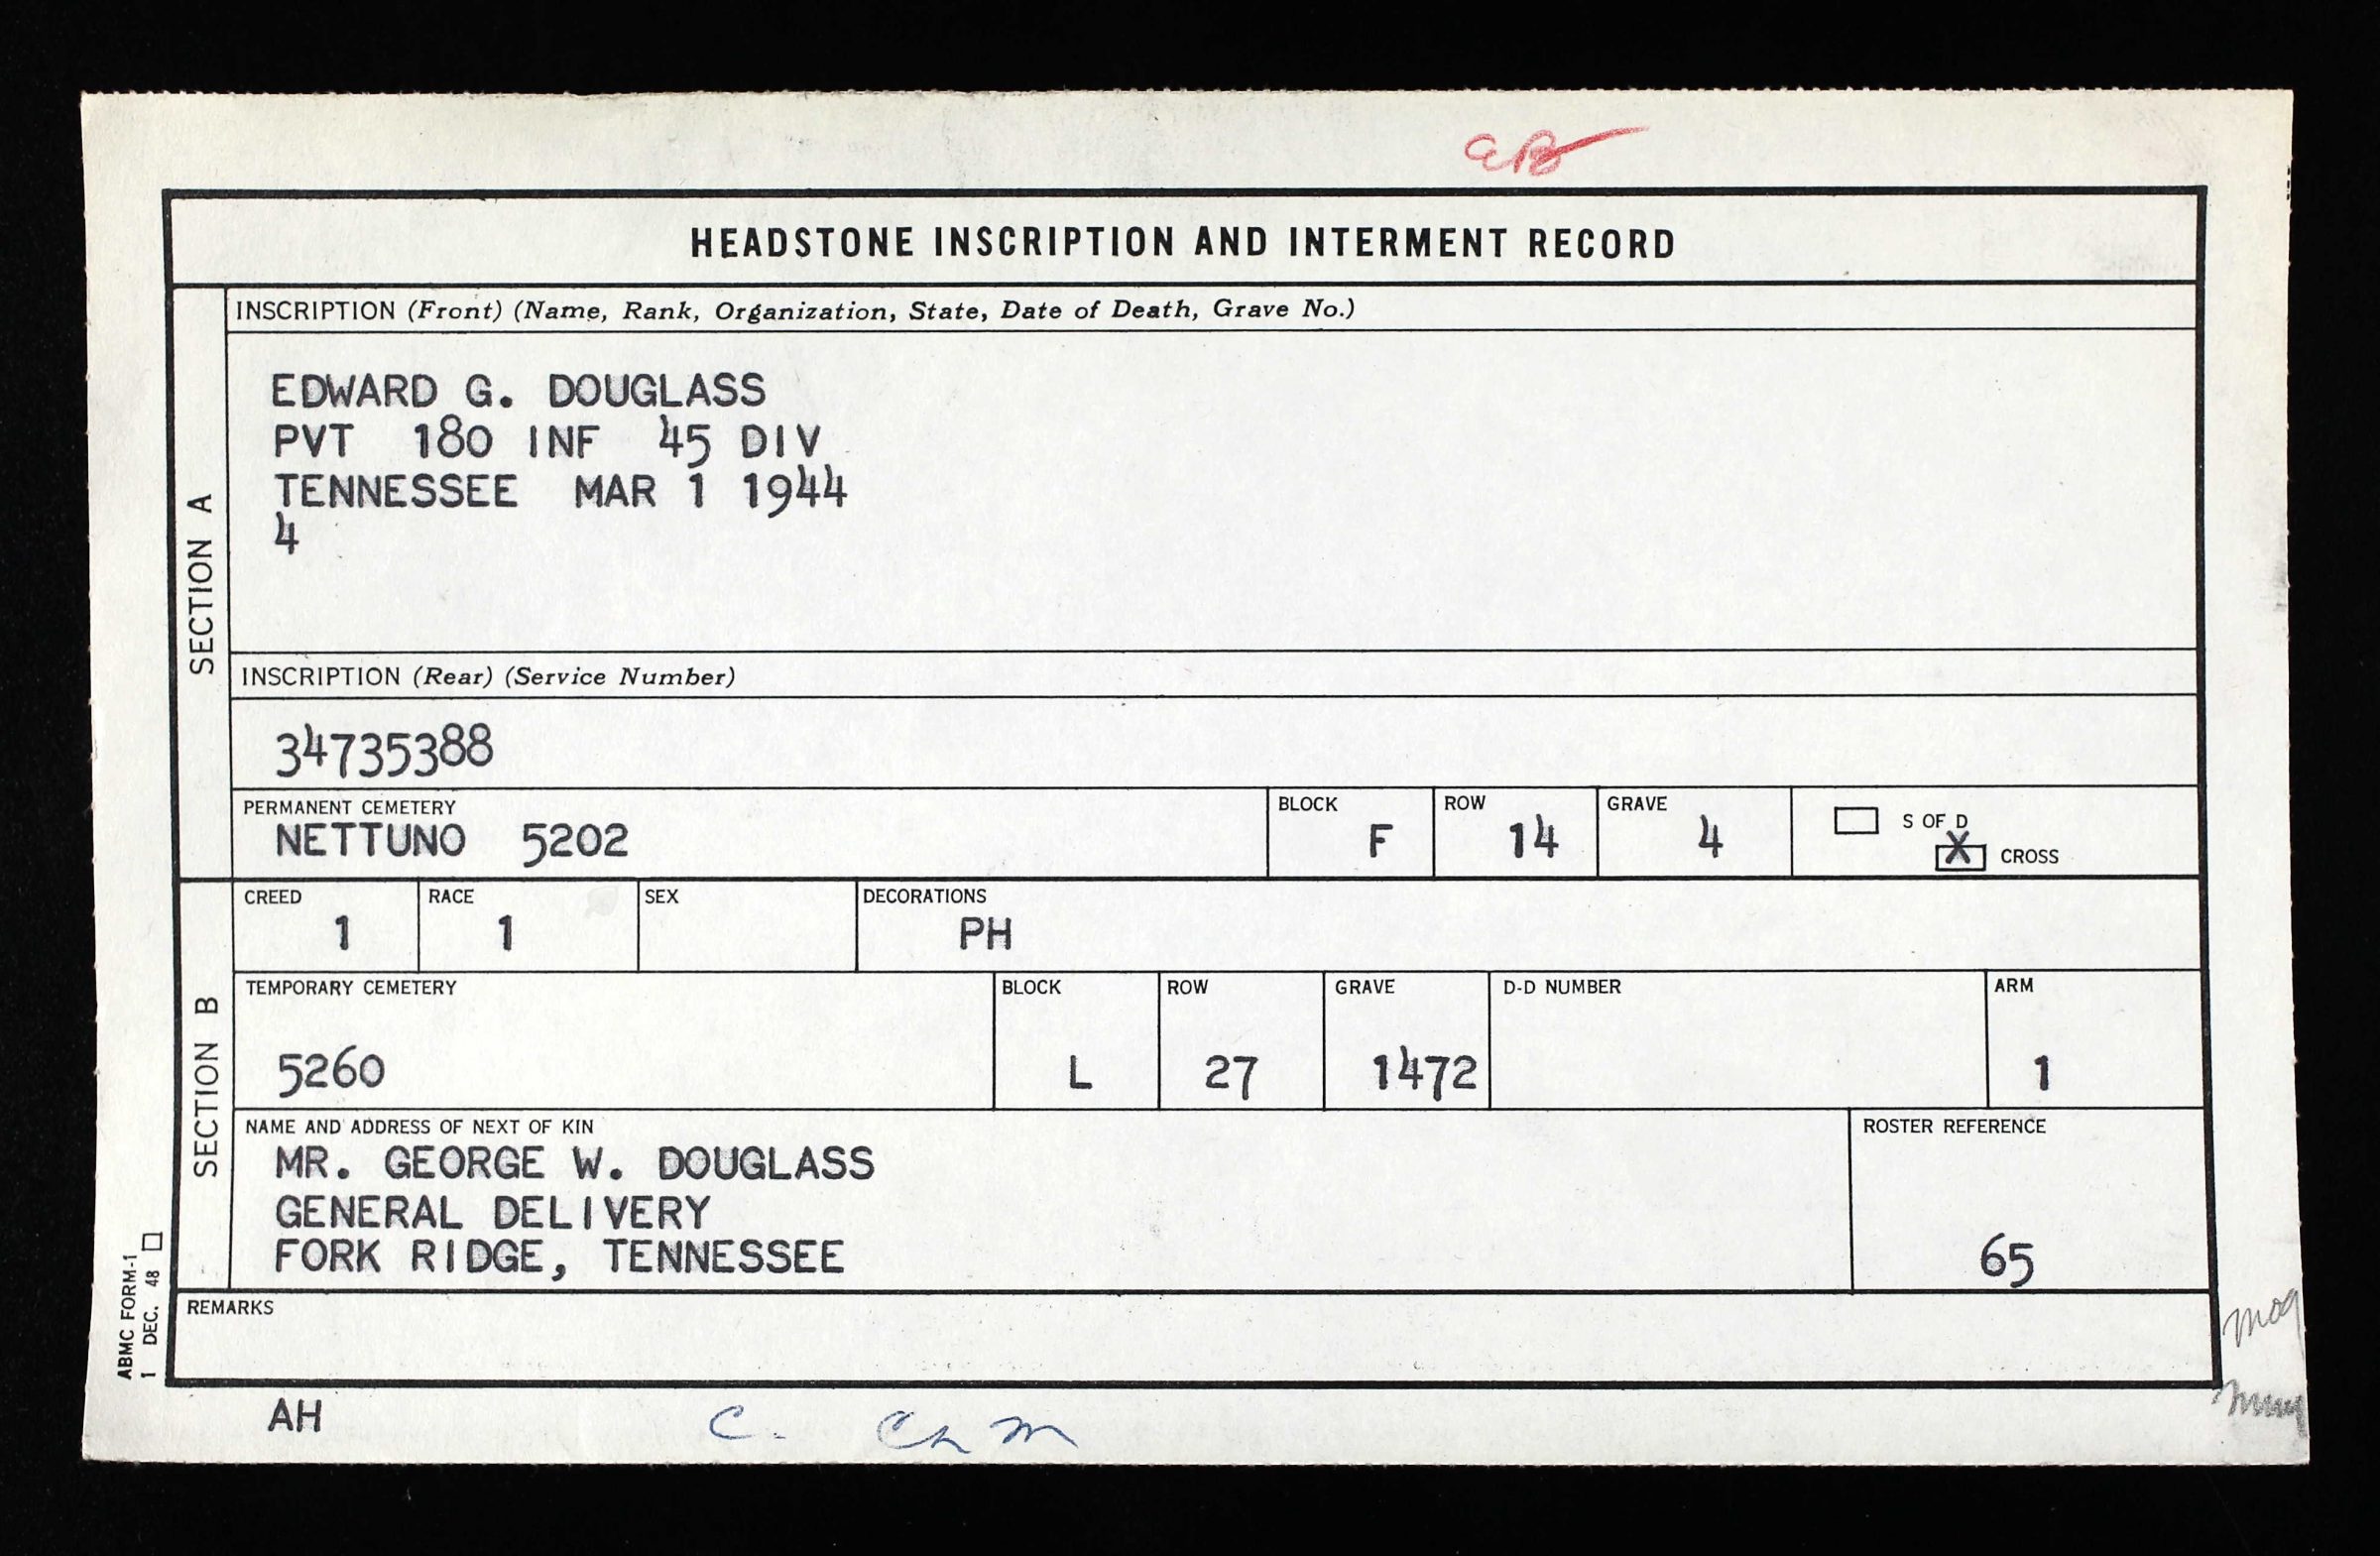 HEADSTONE INSCRIPTION AND INTERMENT RECORD
SECTION A
INSCRIPTION (Front) (Name, Rank, Organization, State, Date of Death, Grave No.)
EDWARD G. DOUGLASS
PVT 180 INF 45 DIV
TENNESSEE MAR 1 1944
4
INSCRIPTION (Rear) (Service Number)
34735388
PERMANENT CEMETERY BLOCK ROW GRAVE S OF D
NETTUNO 5202 F 14 4 X CROSS
SECTION B
CREED RACE SEX DECORATIONS
1 1 PH
TEMPORARY CEMETERY BLOCK ROW GRAVE D-D NUMBER ARM
5260 L 27 1472 1
NAME AND ADDRESS OF NEXT OF KIN ROSTER REFERENCE
MR. GEORGE W. DOUGLASS
GENERAL DELIVERY
FORK RIDGE, TENNESSEE 65
REMARKS
ABMC FORM-1
1 DEC. 48
AH